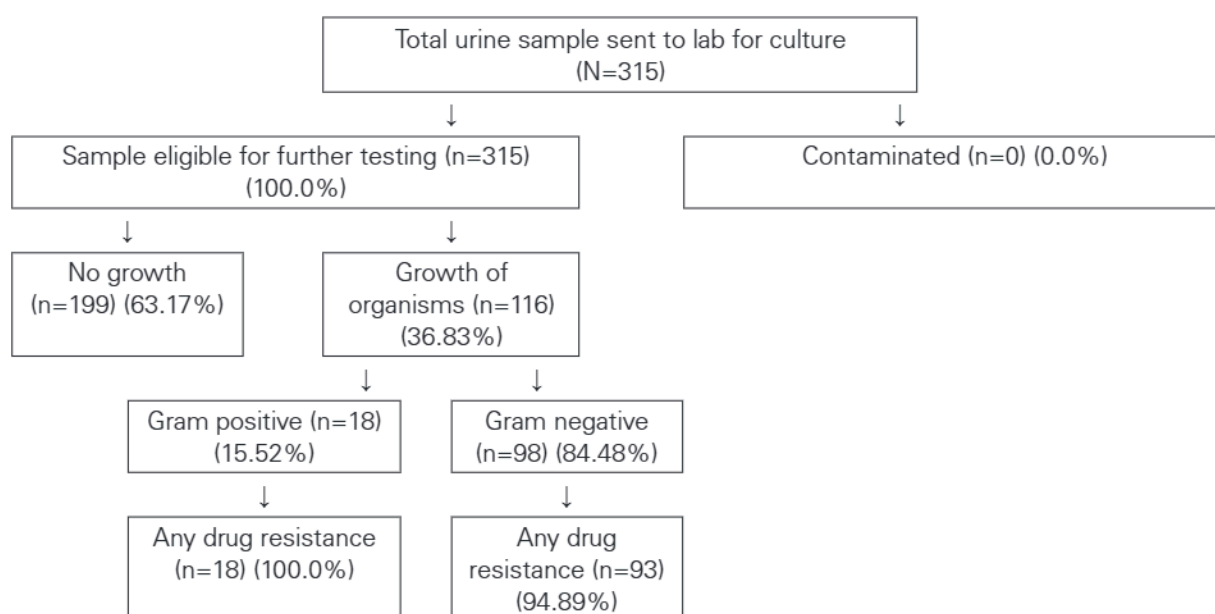 Total urine sample sent to lab for culture
(N=315)
↓
↓
Sample eligible for further testing (n=315)
(100.0%)
Contaminated (n=0) (0.0%)
↓
↓
No growth
(n=199) (63.17%)
Growth of
organisms (n=116)
(36.83%)
↓
↓
Gram positive (n=18)
(15.52%)
Gram negative
(n=98) (84.48%)
↓
↓
Any drug resistance
(n=18) (100.0%)
Any drug
resistance (n=93)
(94.89%)